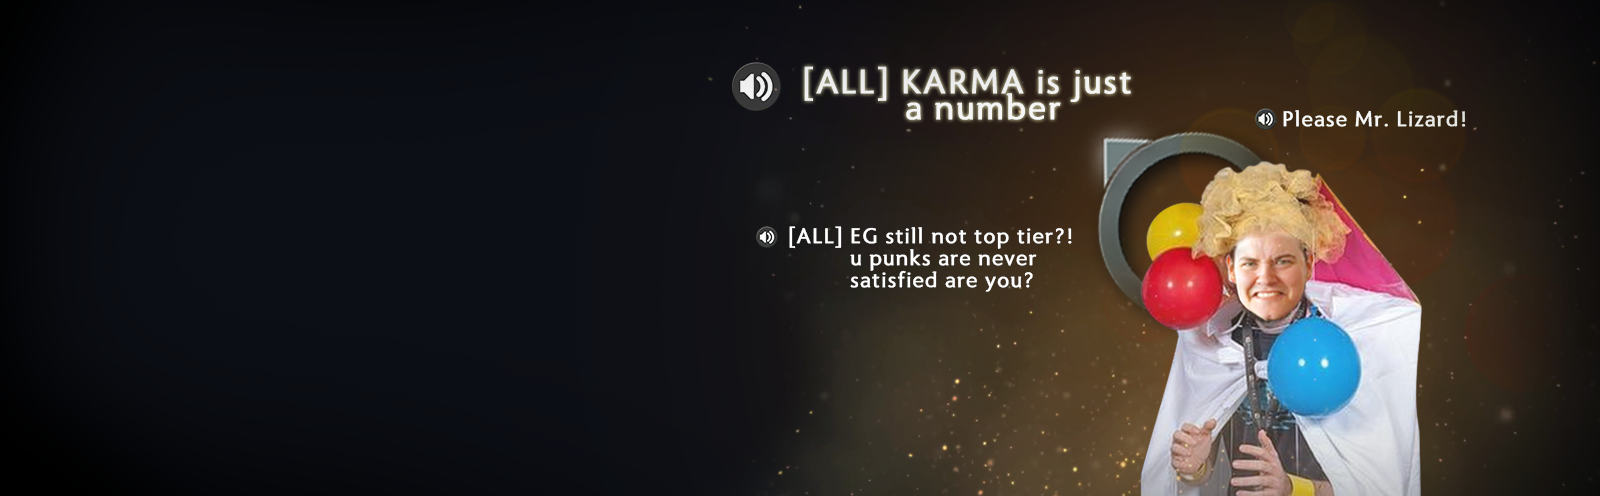 [ALL] KARMA is just
a number
Please Mr. Lizard!
[ALL] EG still not top tier?!
u punks are never
satisfied are you?